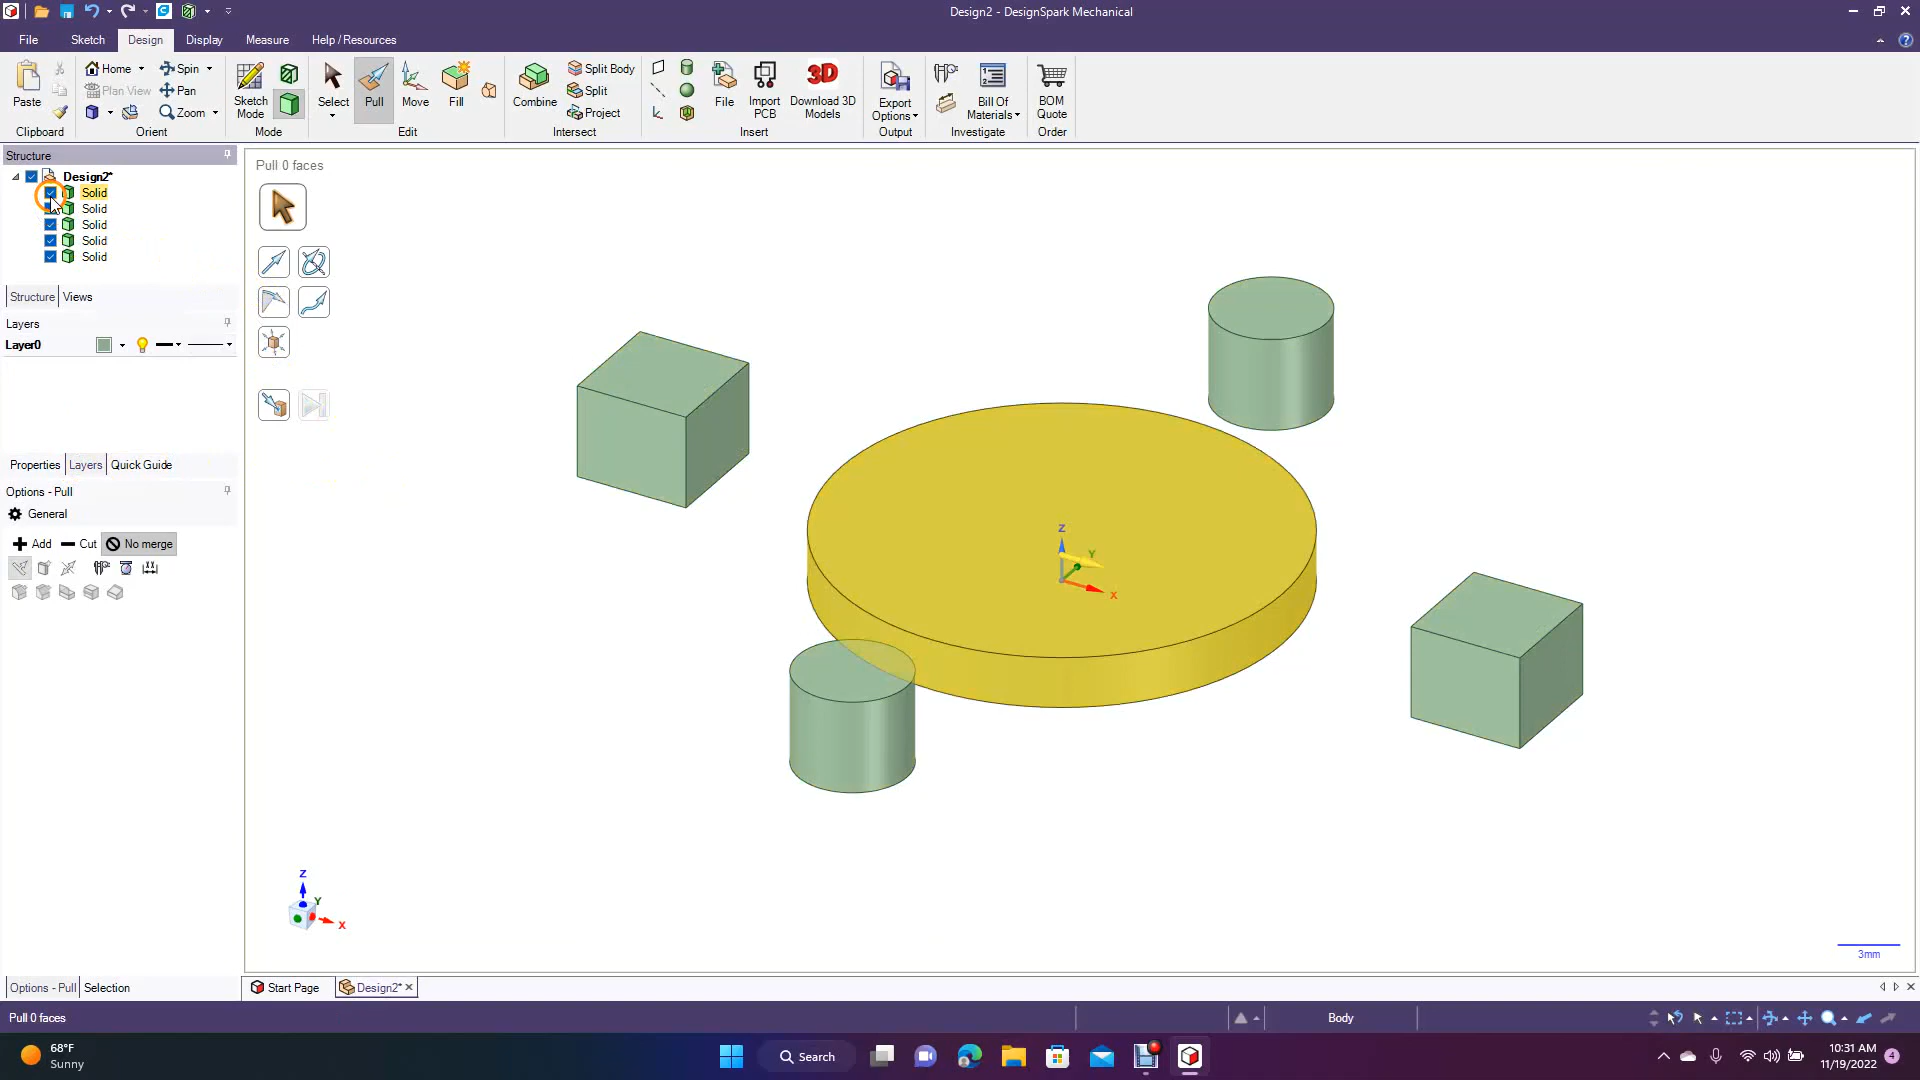 Design2 - DesignSpark Mechanical
File Sketch Design Display Measure Help / Resources
Paste
Clipboard
Home Spin
Plan View Pan
Zoom
Orient
Sketch Mode
Mode
Select Pull Move Fill
Edit
Combine
Split Body
Split
Project
Intersect
File
Import PCB
3D
Download 3D Models
Insert
Export Options
Output
Bill Of Materials
Investigate
BOM Quote
Order
Structure
Design2*
Solid
Solid
Solid
Solid
Solid
Structure Views
Layers
Layer0
Properties Layers Quick Guide
Options - Pull
General
Add Cut No merge
Pull 0 faces
Z
Y
X
Z
Y
X
3mm
Options - Pull Selection
Start Page Design2*
Pull 0 faces
Body
68°F
Sunny
Search
10:31 AM
11/19/2022
4